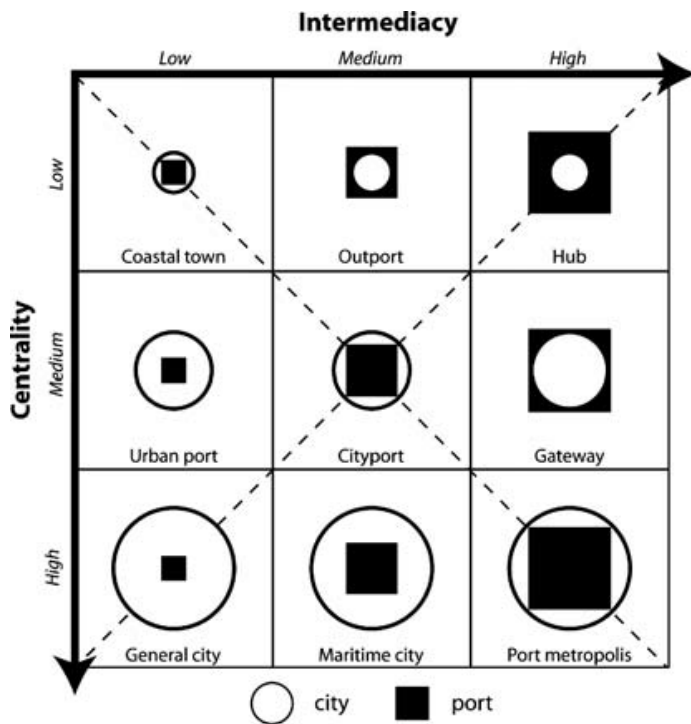 Intermediacy
Low Medium High
Centrality
Low
Coastal town Outport Hub
Medium
Urban port Cityport Gateway
High
General city Maritime city Port metropolis
city port